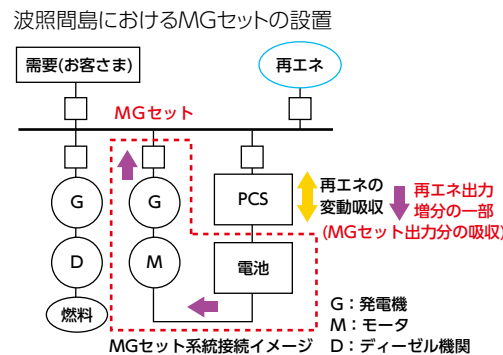 波照間島におけるMGセットの設置
需要(お客さま)
再エネ
MGセット
G
G
PCS
再エネの
変動吸収
再エネ出力
増分の一部
(MGセット出力分の吸収)
D
M
電池
燃料
G：発電機
M：モータ
D：ディーゼル機関
MGセット系統接続イメージ